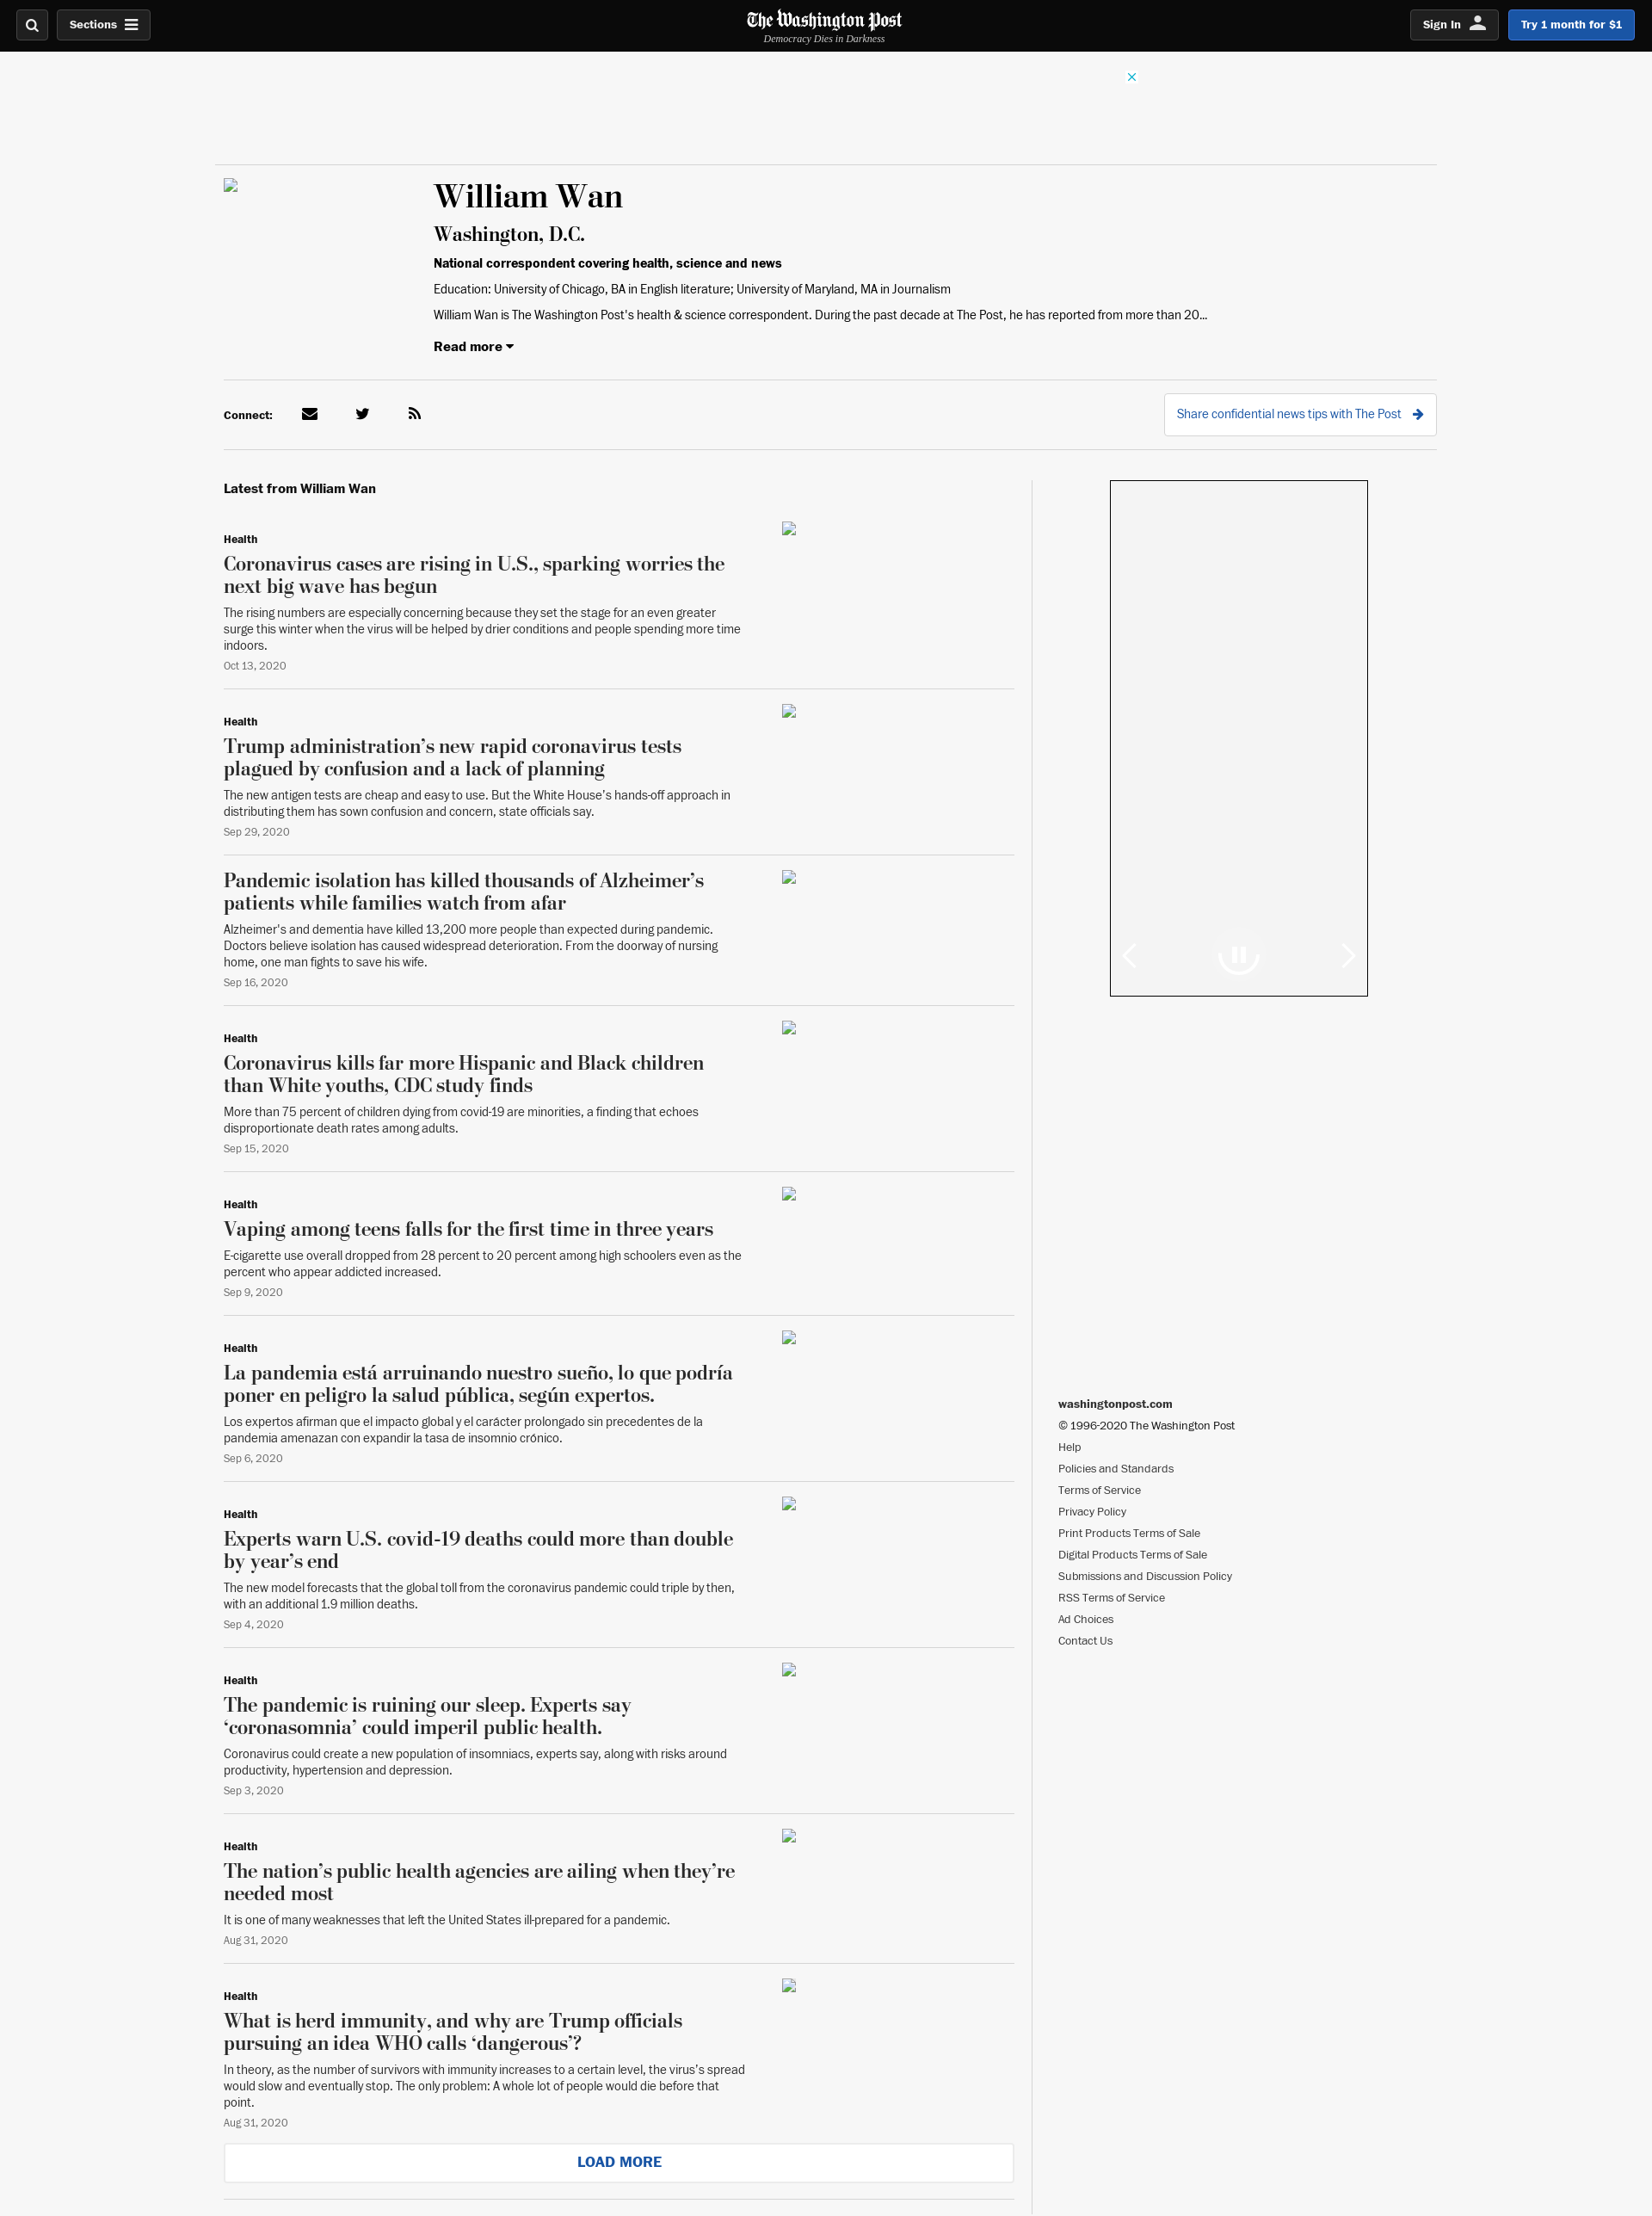 Sections
The Washington Post
Democracy Dies in Darkness
Sign In
Try 1 month for $1
William Wan
Washington, D.C.
National correspondent covering health, science and news
Education: University of Chicago, BA in English literature; University of Maryland, MA in Journalism
William Wan is The Washington Post's health & science correspondent. During the past decade at The Post, he has reported from more than 20...
Read more
Connect:
Share confidential news tips with The Post
Latest from William Wan
Health
Coronavirus cases are rising in U.S., sparking worries the
next big wave has begun
The rising numbers are especially concerning because they set the stage for an even greater
surge this winter when the virus will be helped by drier conditions and people spending more time
indoors.
Oct 13, 2020
Health
Trump administration’s new rapid coronavirus tests
plagued by confusion and a lack of planning
The new antigen tests are cheap and easy to use. But the White House’s hands-off approach in
distributing them has sown confusion and concern, state officials say.
Sep 29, 2020
Pandemic isolation has killed thousands of Alzheimer’s
patients while families watch from afar
Alzheimer's and dementia have killed 13,200 more people than expected during pandemic.
Doctors believe isolation has caused widespread deterioration. From the doorway of nursing
home, one man fights to save his wife.
Sep 16, 2020
Health
Coronavirus kills far more Hispanic and Black children
than White youths, CDC study finds
More than 75 percent of children dying from covid-19 are minorities, a finding that echoes
disproportionate death rates among adults.
Sep 15, 2020
Health
Vaping among teens falls for the first time in three years
E-cigarette use overall dropped from 28 percent to 20 percent among high schoolers even as the
percent who appear addicted increased.
Sep 9, 2020
Health
La pandemia está arruinando nuestro sueño, lo que podría
poner en peligro la salud pública, según expertos.
Los expertos afirman que el impacto global y el carácter prolongado sin precedentes de la
pandemia amenazan con expandir la tasa de insomnio crónico.
Sep 6, 2020
Health
Experts warn U.S. covid-19 deaths could more than double
by year’s end
The new model forecasts that the global toll from the coronavirus pandemic could triple by then,
with an additional 1.9 million deaths.
Sep 4, 2020
Health
The pandemic is ruining our sleep. Experts say
‘coronasomnia’ could imperil public health.
Coronavirus could create a new population of insomniacs, experts say, along with risks around
productivity, hypertension and depression.
Sep 3, 2020
Health
The nation’s public health agencies are ailing when they’re
needed most
It is one of many weaknesses that left the United States ill-prepared for a pandemic.
Aug 31, 2020
Health
What is herd immunity, and why are Trump officials
pursuing an idea WHO calls ‘dangerous’?
In theory, as the number of survivors with immunity increases to a certain level, the virus’s spread
would slow and eventually stop. The only problem: A whole lot of people would die before that
point.
Aug 31, 2020
LOAD MORE
washingtonpost.com
© 1996-2020 The Washington Post
Help
Policies and Standards
Terms of Service
Privacy Policy
Print Products Terms of Sale
Digital Products Terms of Sale
Submissions and Discussion Policy
RSS Terms of Service
Ad Choices
Contact Us